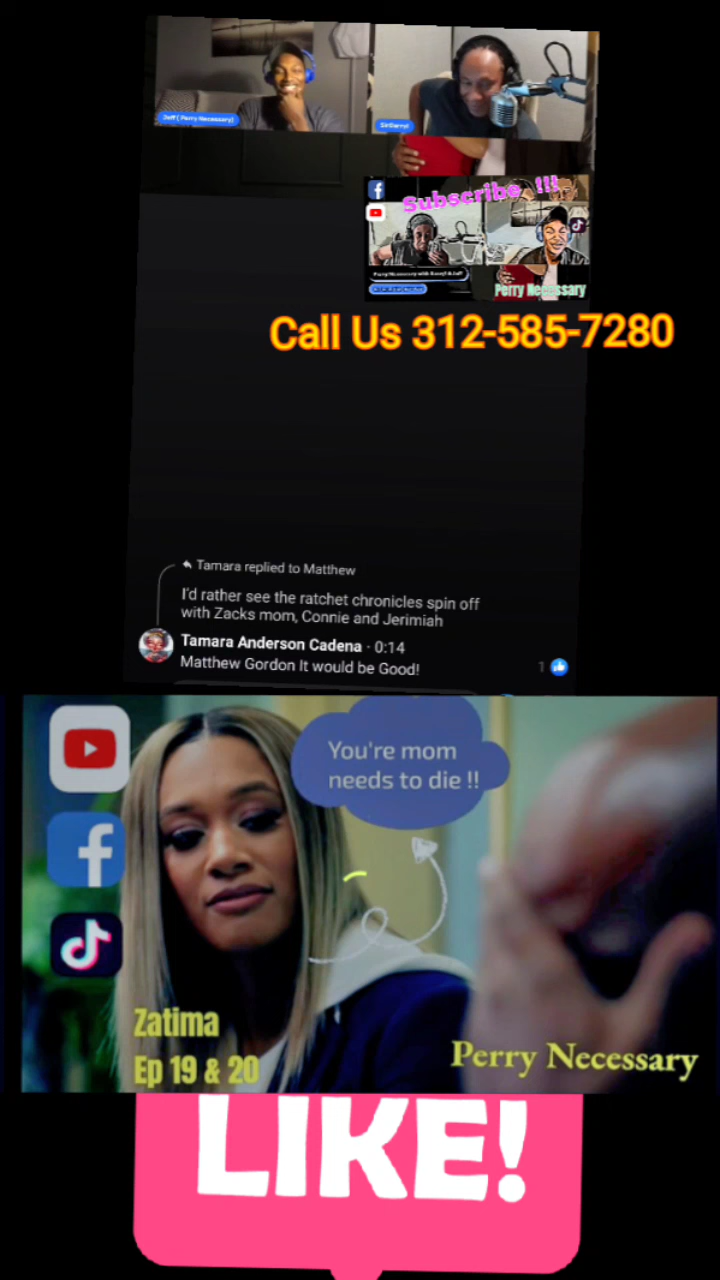 Jeff ( Perry Necessary)
SirDarryl
Subscribe !!!
Perry Necessary
Call Us 312-585-7280
Tamara replied to Matthew
I'd rather see the ratchet chronicles spin off
with Zacks mom, Connie and Jerimiah
Tamara Anderson Cadena · 0:14
Matthew Gordon It would be Good!
1
You're mom
needs to die !!
Zatima
Ep 19 & 20
Perry Necessary
LIKE!